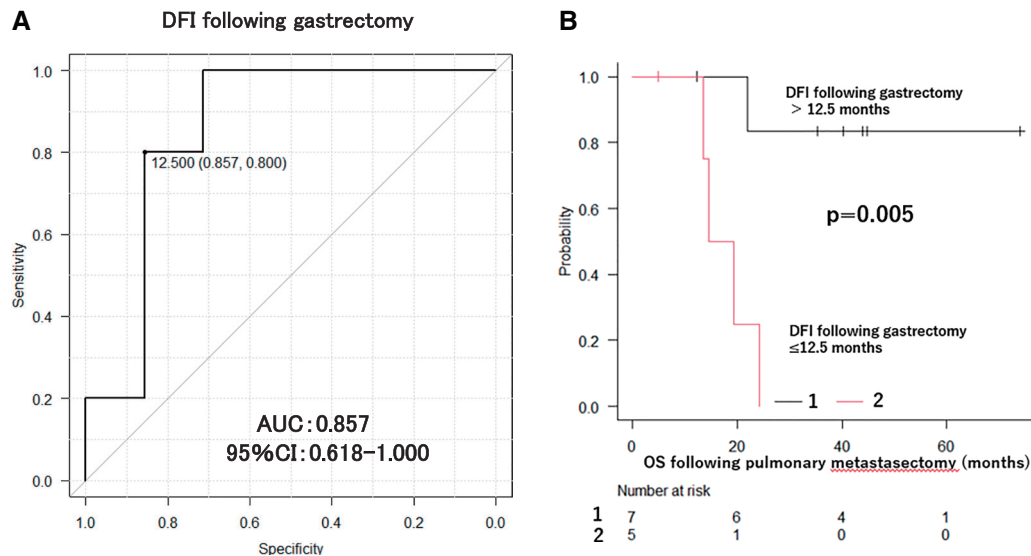 A
DFI following gastrectomy
1.0
0.8
0.6
0.4
0.2
0.0
Sensitivity
12.500 (0.857, 0.800)
AUC：0.857
95%CI：0.618−1.000
1.0 0.8 0.6 0.4 0.2 0.0
Specificity
B
1.0
0.8
0.6
0.4
0.2
0.0
Probability
DFI following gastrectomy
> 12.5 months
p=0.005
DFI following gastrectomy
≦12.5 months
1 2
0 20 40 60
OS following pulmonary metastasectomy (months)
Number at risk
1 7 6 4 1
2 5 1 0 0